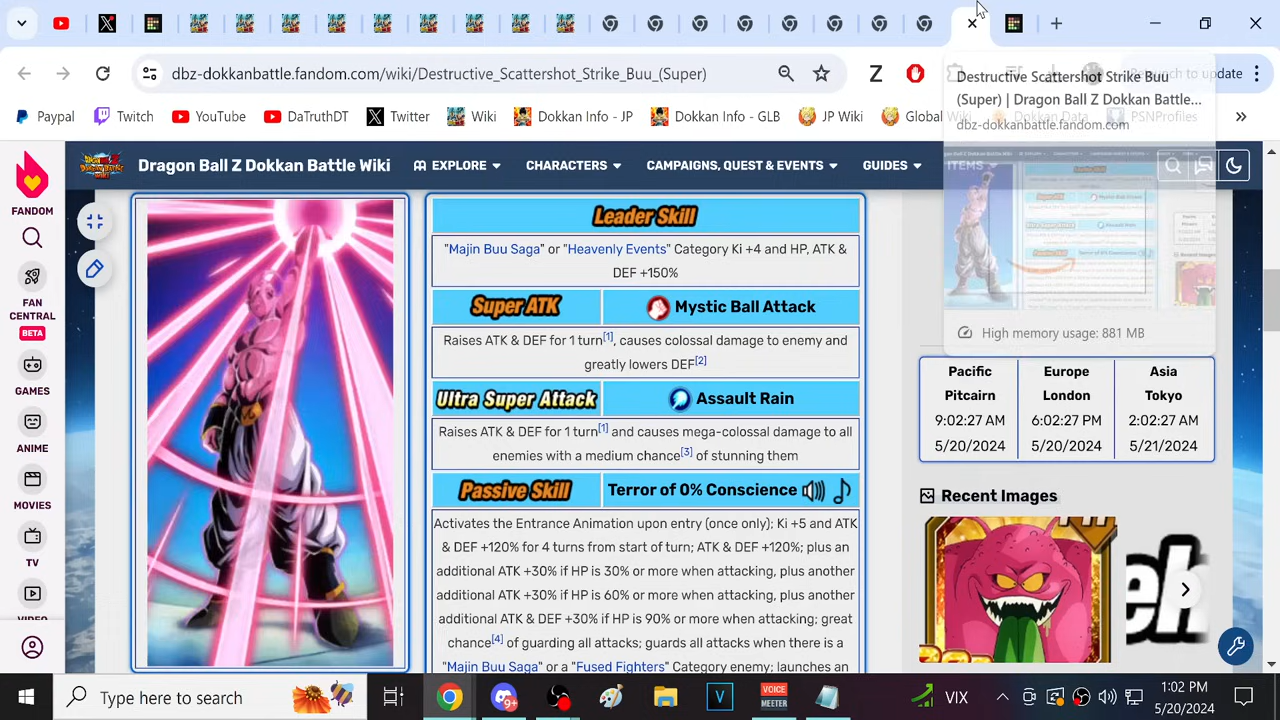 dbz-dokkanbattle.fandom.com/wiki/Destructive_Scattershot_Strike_Buu_(Super)
to update
Paypal
Twitch
YouTube
DaTruthDT
Twitter
Wiki
Dokkan Info - JP
Dokkan Info - GLB
JP Wiki
Global Wiki
Dokkan Data
PSNProfiles
Destructive Scattershot Strike Buu
(Super) | Dragon Ball Z Dokkan Battle...
dbz-dokkanbattle.fandom.com
High memory usage: 881 MB
FANDOM
FAN
CENTRAL
BETA
GAMES
ANIME
MOVIES
TV
VIDEO
Dragon Ball Z Dokkan Battle Wiki
EXPLORE
CHARACTERS
CAMPAIGNS, QUEST & EVENTS
GUIDES
ITEMS
Leader Skill
"Majin Buu Saga" or "Heavenly Events" Category Ki +4 and HP, ATK &
DEF +150%
Super ATK
Mystic Ball Attack
Raises ATK & DEF for 1 turn[1], causes colossal damage to enemy and
greatly lowers DEF[2]
Ultra Super Attack
Assault Rain
Raises ATK & DEF for 1 turn[1] and causes mega-colossal damage to all
enemies with a medium chance[3] of stunning them
Passive Skill
Terror of 0% Conscience
Activates the Entrance Animation upon entry (once only); Ki +5 and ATK
& DEF +120% for 4 turns from start of turn; ATK & DEF +120%; plus an
additional ATK +30% if HP is 30% or more when attacking, plus another
additional ATK +30% if HP is 60% or more when attacking, plus another
additional ATK & DEF +30% if HP is 90% or more when attacking; great
chance[4] of guarding all attacks; guards all attacks when there is a
"Majin Buu Saga" or a "Fused Fighters" Category enemy; launches an
Pacific
Pitcairn
9:02:27 AM
5/20/2024
Europe
London
6:02:27 PM
5/20/2024
Asia
Tokyo
2:02:27 AM
5/21/2024
Recent Images
Type here to search
9+
V
VOICE
MEETER
VIX
1:02 PM
5/20/2024